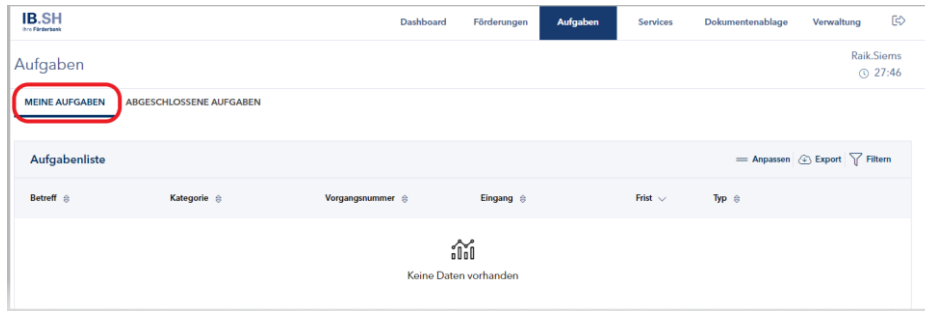 IB.SH
Ihre Förderbank
Dashboard Förderungen Aufgaben Services Dokumentenablage Verwaltung
Aufgaben
Raik.Siems
27:46
MEINE AUFGABEN ABGESCHLOSSENE AUFGABEN
Aufgabenliste
Anpassen Export Filtern
Betreff Kategorie Vorgangsnummer Eingang Frist Typ
Keine Daten vorhanden